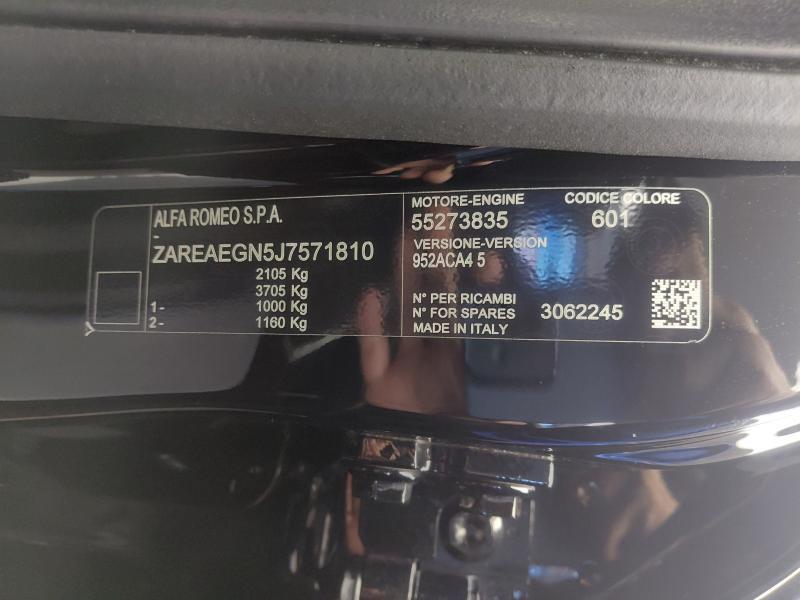 ALFA ROMEO S.P.A.
-
ZAREAEGN5J7571810
2105 Kg
3705 Kg
1- 1000 Kg
2- 1160 Kg
MOTORE-ENGINE CODICE COLORE
55273835 601
VERSIONE-VERSION
952ACA4 5
N° PER RICAMBI
N° FOR SPARES 3062245
MADE IN ITALY